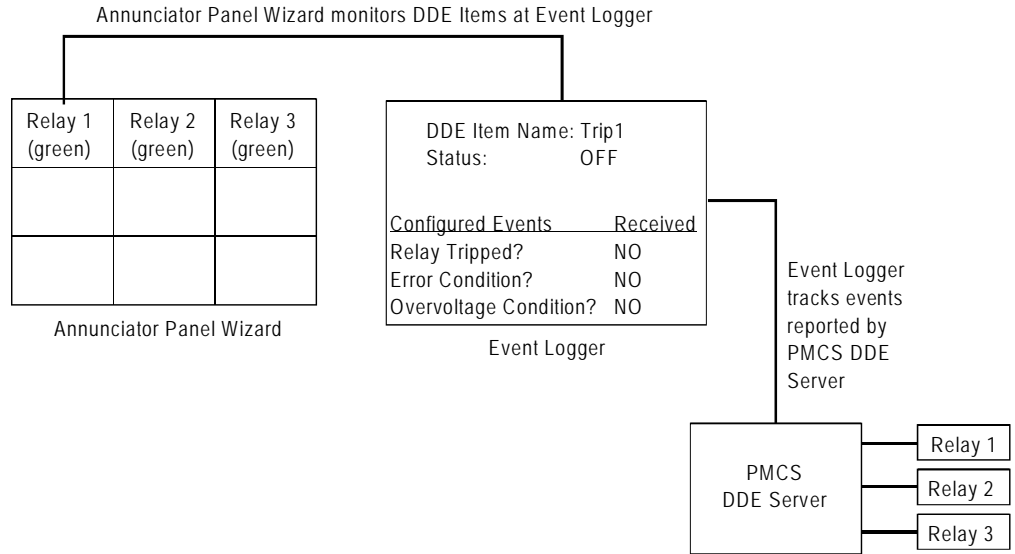 Annunciator Panel Wizard monitors DDE Items at Event Logger
Relay 1 Relay 2 Relay 3
(green) (green) (green)
Annunciator Panel Wizard
DDE Item Name: Trip1
Status: OFF
Configured Events Received
Relay Tripped? NO
Error Condition? NO
Overvoltage Condition? NO
Event Logger
Event Logger
tracks events
reported by
PMCS DDE
Server
PMCS
DDE Server
Relay 1
Relay 2
Relay 3